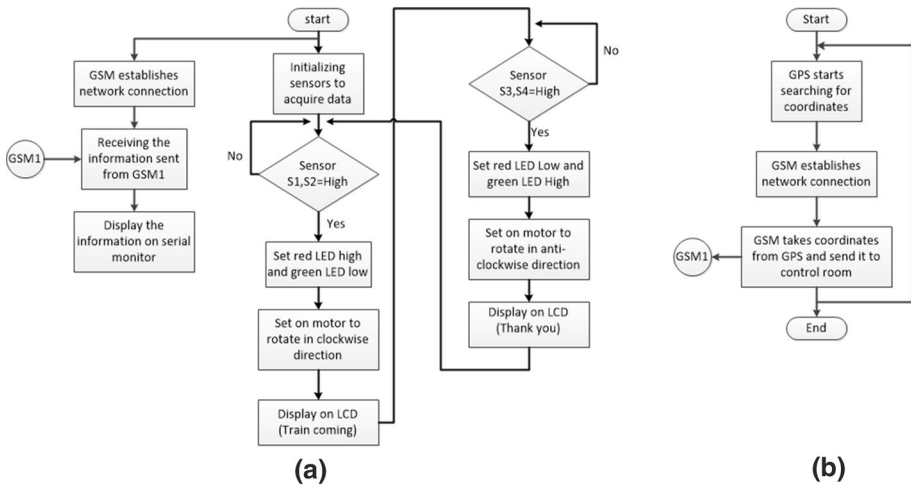 start
GSM establishes
network connection
GSM1
Receiving the
information sent
from GSM1
Display the
information on serial
monitor
Initializing
sensors to
acquire data
No
Sensor
S1,S2=High
Yes
Set red LED high
and green LED low
Set on motor to
rotate in clockwise
direction
Display on LCD
(Train coming)
No
Sensor
S3,S4=High
Yes
Set red LED Low and
green LED High
Set on motor to
rotate in anti-
clockwise direction
Display on LCD
(Thank you)
(a)
Start
GPS starts
searching for
coordinates
GSM establishes
network connection
GSM takes coordinates
from GPS and send it to
control room
GSM1
End
(b)